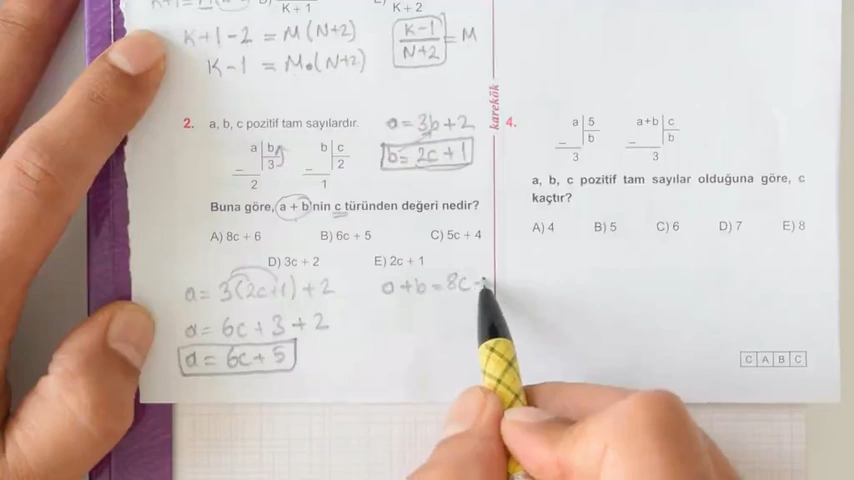 K+1
K+2
K+1-2 = M(N+2)
K-1 = M.(N+2)
K-1
N+2
= M
2. a, b, c pozitif tam sayılardır.
a b
3
2
b c
2
1
a=3b+2
b=2c+1
Buna göre, a + b'nin c türünden değeri nedir?
A) 8c + 6 B) 6c + 5 C) 5c + 4
D) 3c + 2 E) 2c + 1
a= 3(2c+1)+2
a= 6c+3+2
a= 6c+5
a+b=8c+
karekök
4.
a 5
b
3
a+b c
b
3
a, b, c pozitif tam sayılar olduğuna göre, c
kaçtır?
A) 4 B) 5 C) 6 D) 7 E) 8
C A B C